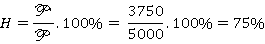 H = 𝒫/𝒫 . 100% = 3750/5000 . 100% = 75%